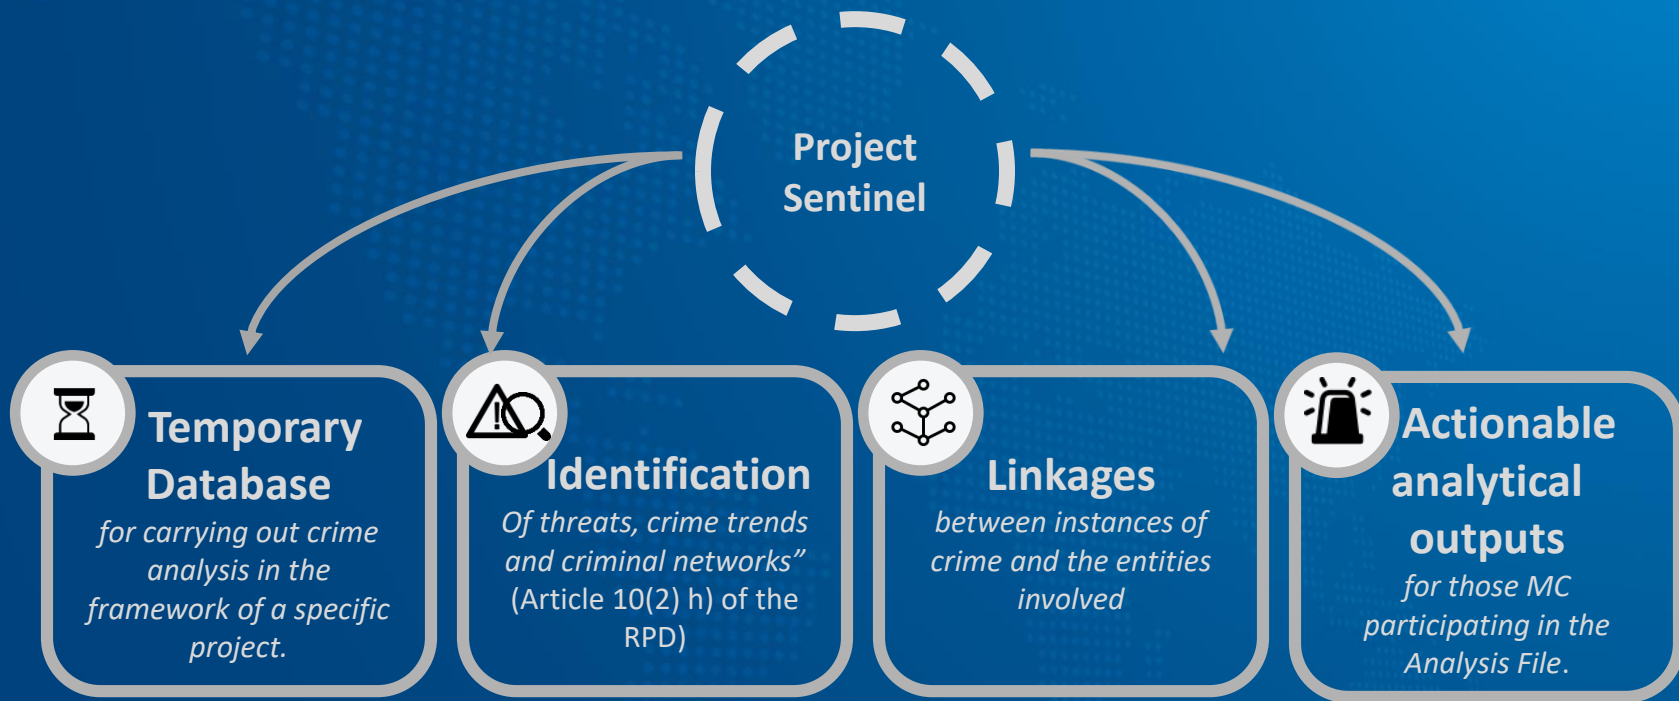 Project
Sentinel
Temporary
Database
for carrying out crime
analysis in the
framework of a specific
project.
Identification
Of threats, crime trends
and criminal networks”
(Article 10(2) h) of the
RPD)
Linkages
between instances of
crime and the entities
involved
Actionable
analytical
outputs
for those MC
participating in the
Analysis File.